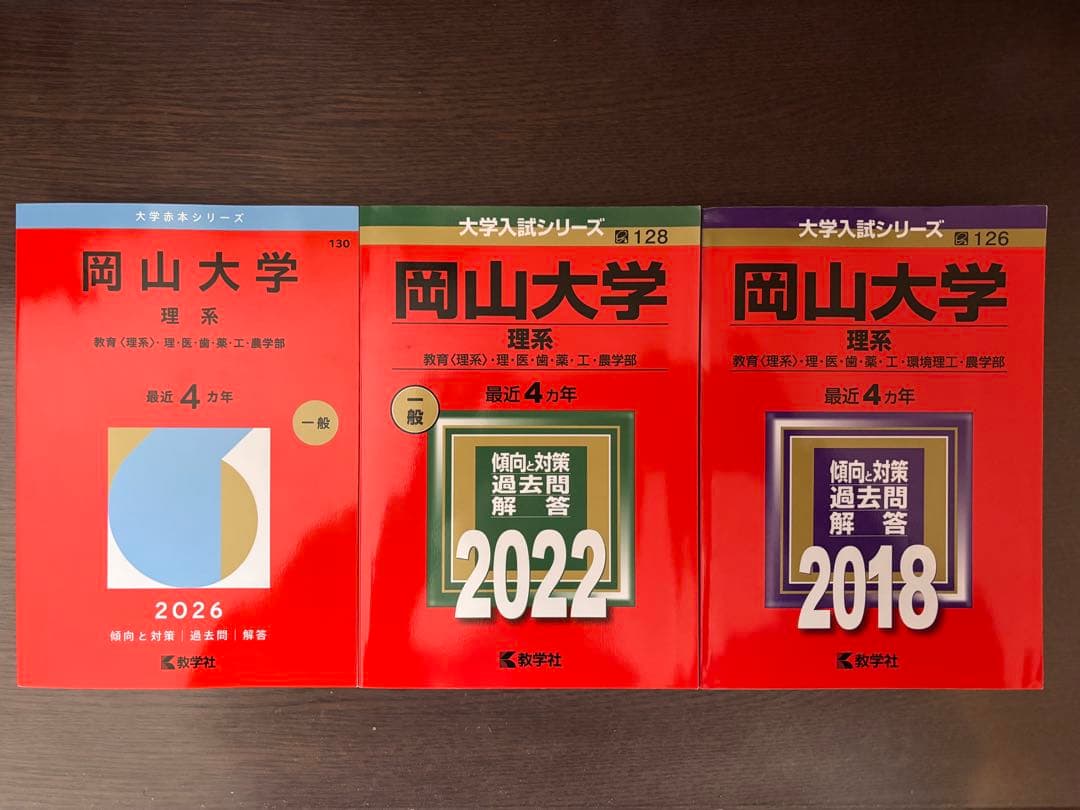 大学赤本シリーズ
130
岡山大学
理系
教育〈理系〉・理・医・歯・薬・工・農学部
最近4カ年
一般
2026
傾向と対策｜過去問｜解答
教学社
大学入試シリーズ
128
岡山大学
理系
教育〈理系〉・理・医・歯・薬・工・農学部
最近4カ年
一般
傾向と対策
過去問
解答
2022
教学社
大学入試シリーズ
126
岡山大学
理系
教育〈理系〉・理・医・歯・薬・工・環境理工・農学部
最近4カ年
傾向と対策
過去問
解答
2018
教学社